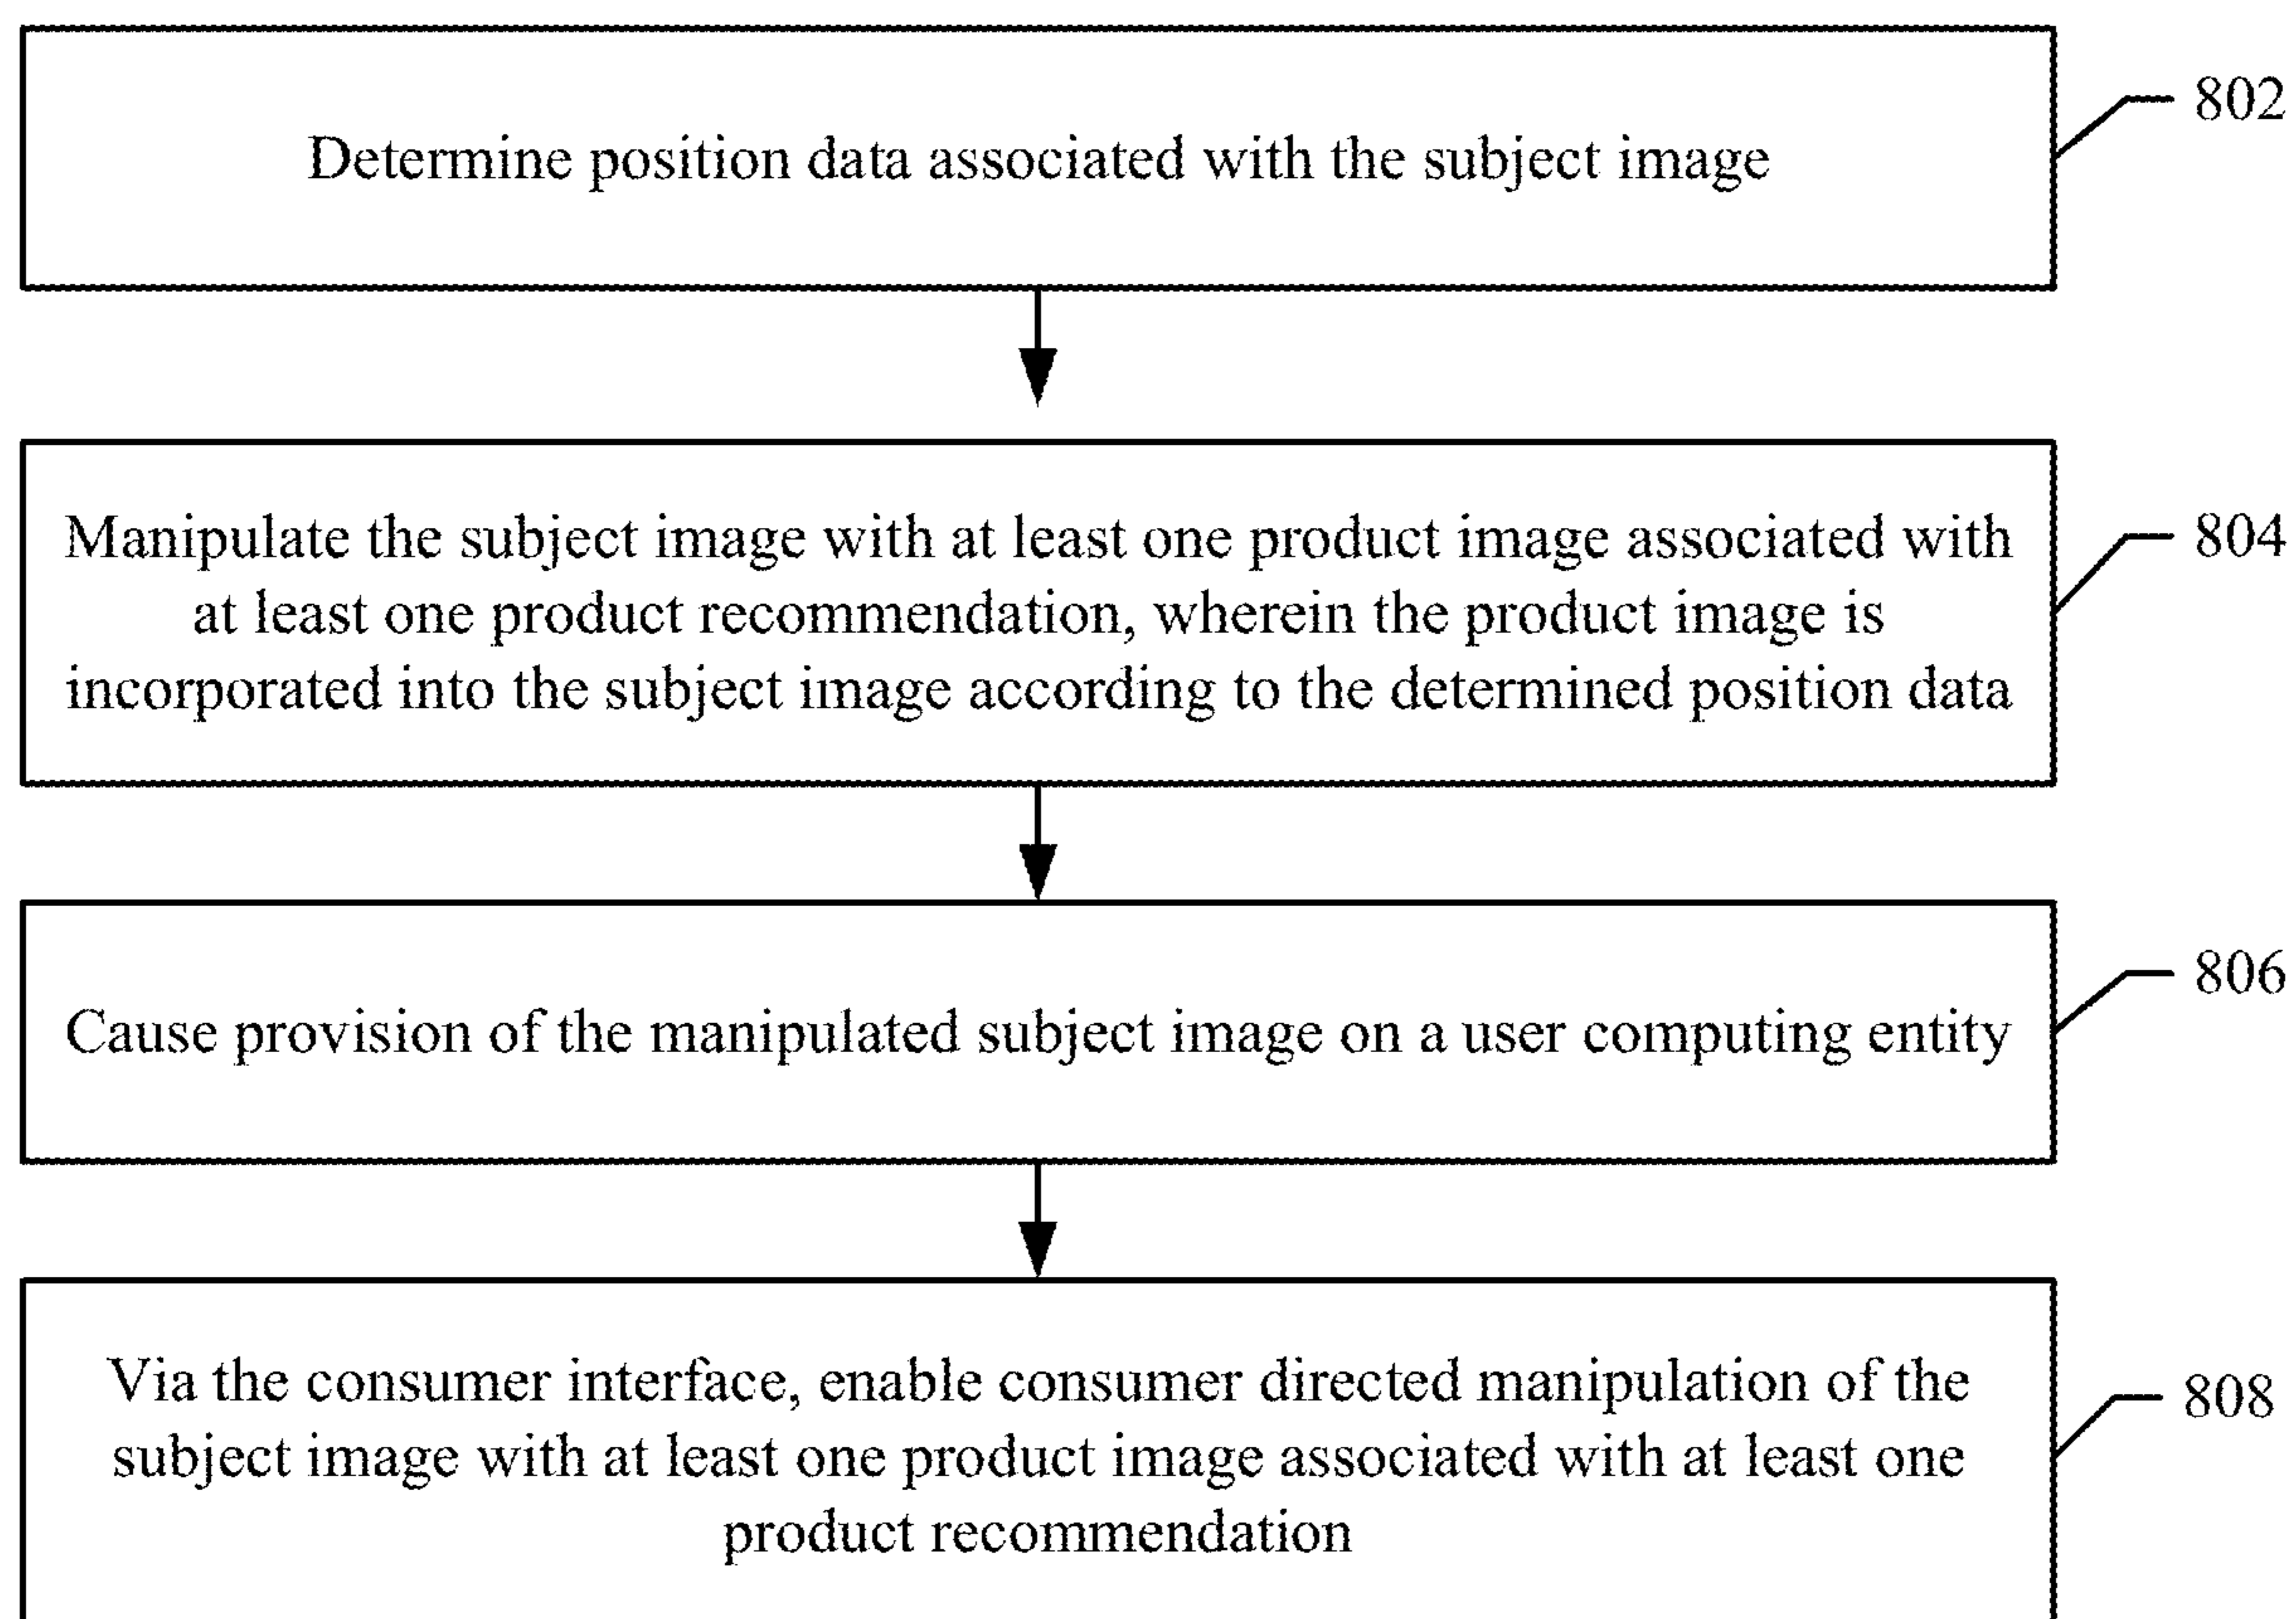 802
Determine position data associated with the subject image
Manipulate the subject image with at least one product image associated with
804
at least one product recommendation, wherein the product image is
incorporated into the subject image according to the determined position data
806
Cause provision of the manipulated subject image on a user computing entity
Via the consumer interface, enable consumer directed manipulation of the
808
subject image with at least one product image associated with at least one
product recommendation